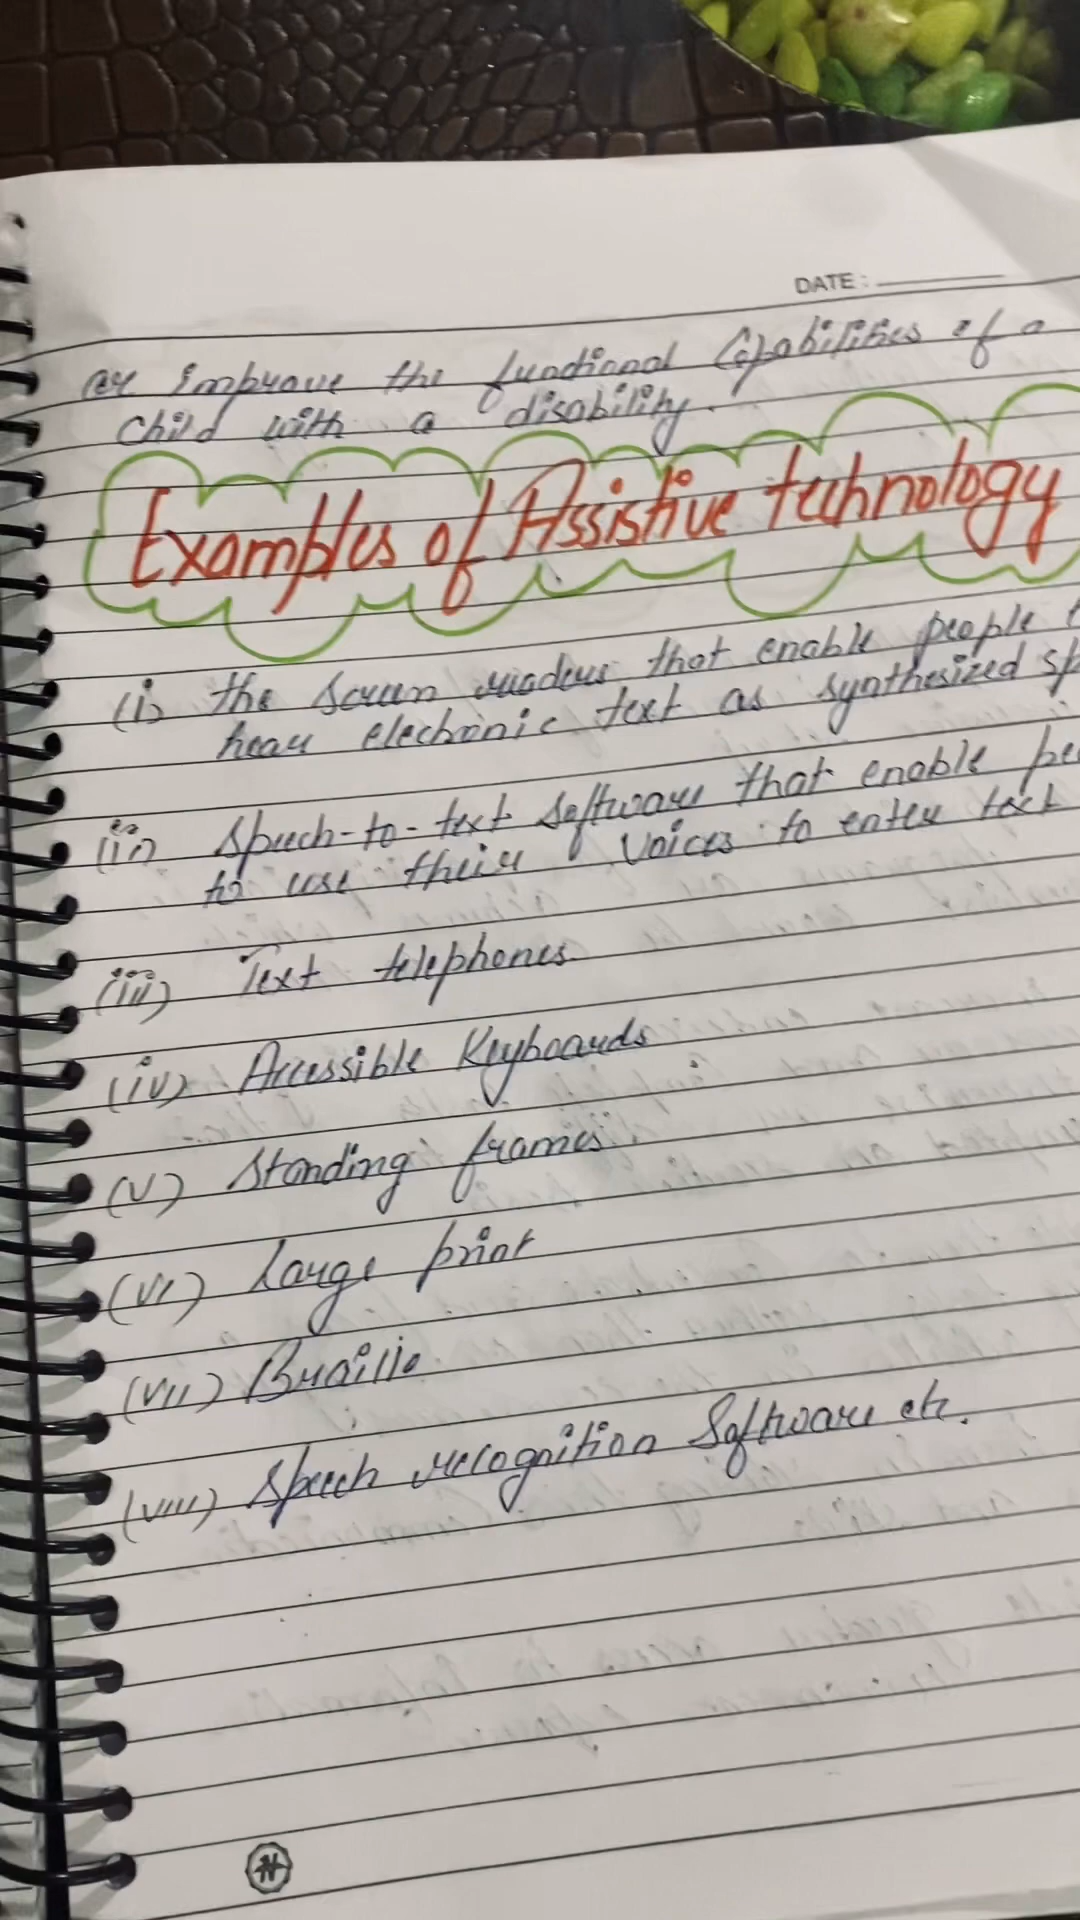 DATE :
or improve the functional Capabilities of a
child with a disability.
Examples of Assistive technology
(i) the screen readers that enable people
hear electronic text as synthesized
(ii) speech-to-text software that enable
to use their voices to enter text
(iii) Text telephones.
(iv) Accessible Keyboards
(v) standing frames.
(VI) Large print
(VII) Braille
(VIII) speech recognition Software etc.